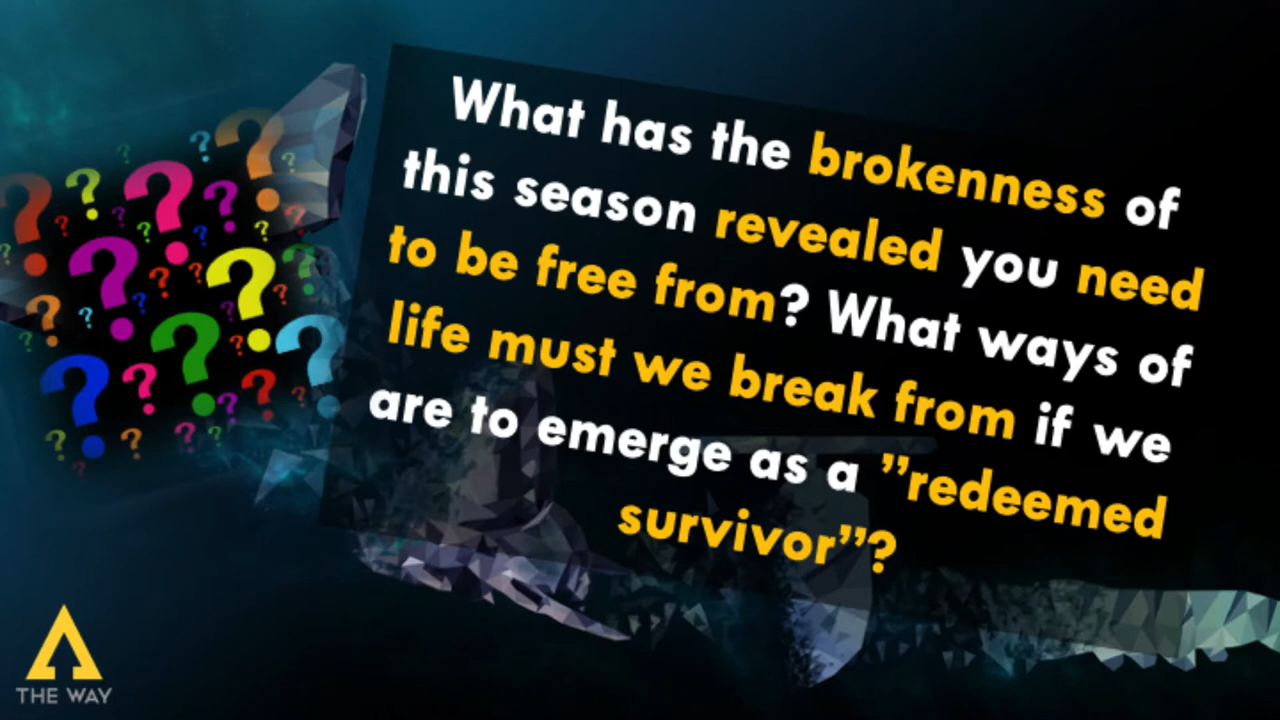 What has the brokenness of
this season revealed you need
to be free from? What ways of
life must we break from if we
are to emerge as a ”redeemed
survivor”?
THE WAY